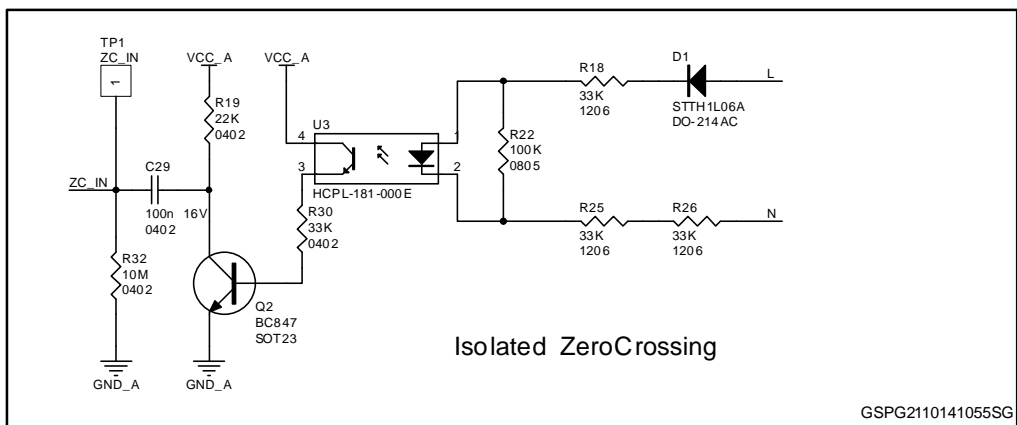 TP1
ZC_IN
1
VCC_A
VCC_A
R19
22K
0402
U3
4
3
1
2
HCPL-181-000E
R18
33K
1206
D1
L
STTH1L06A
DO-214AC
R22
100K
0805
C29
ZC_IN
100n
16V
0402
R30
33K
0402
R25
33K
1206
R26
33K
1206
N
R32
10M
0402
Q2
BC847
SOT23
GND_A
GND_A
Isolated ZeroCrossing
GSPG2110141055SG